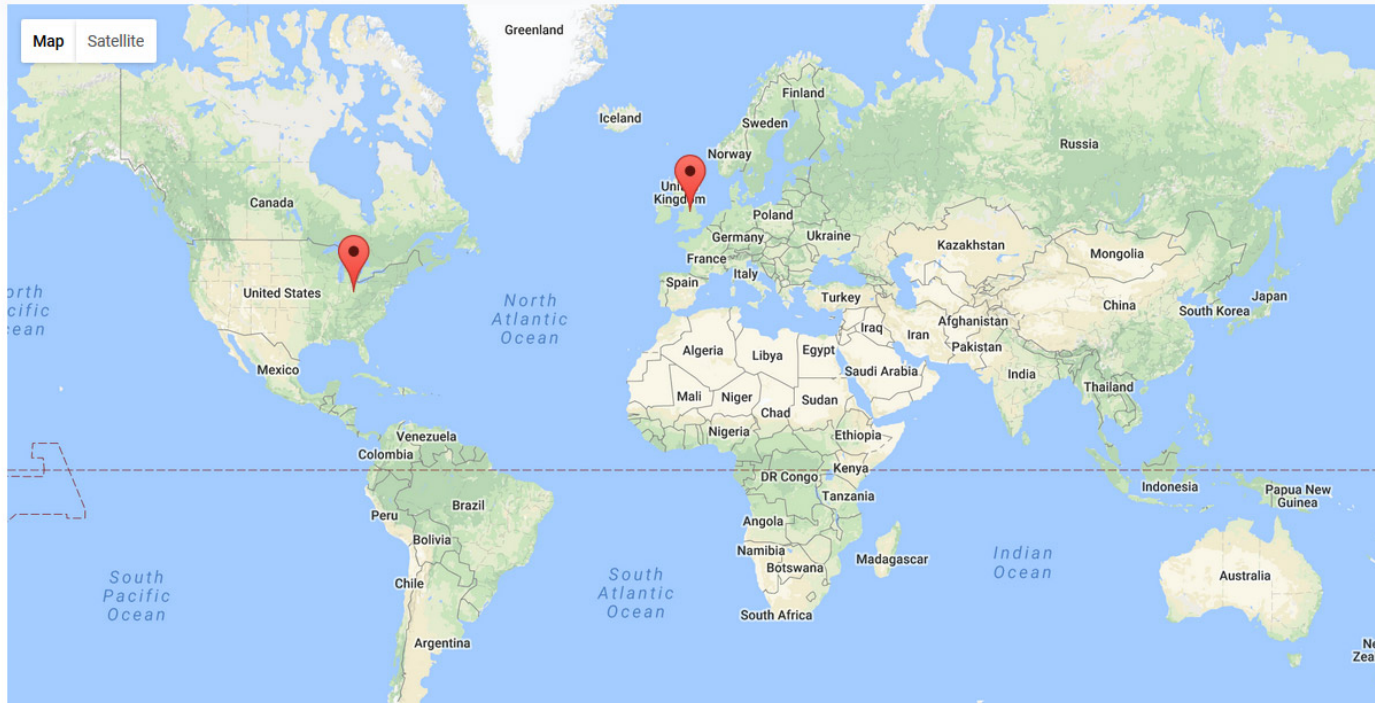 Map Satellite
Greenland
Finland
Iceland
Sweden
Russia
Norway
Kingdom
Canada
Poland
Germany
Ukraine
Kazakhstan
Mongolia
France
Italy
Spain
United States
North
Atlantic
Ocean
Turkey
China
Japan
South Korea
Afghanistan
Iraq
Iran
Pakistan
Algeria
Libya
Egypt
Mexico
Saudi Arabia
India
Thailand
Mali
Niger
Sudan
Chad
Nigeria
Ethiopia
Venezuela
Colombia
Kenya
DR Congo
Indonesia
Papua New
Guinea
Tanzania
Brazil
Peru
Angola
Bolivia
Namibia
Madagascar
Indian
Ocean
Botswana
South
Pacific
Ocean
Chile
South
Atlantic
Ocean
Australia
South Africa
Argentina